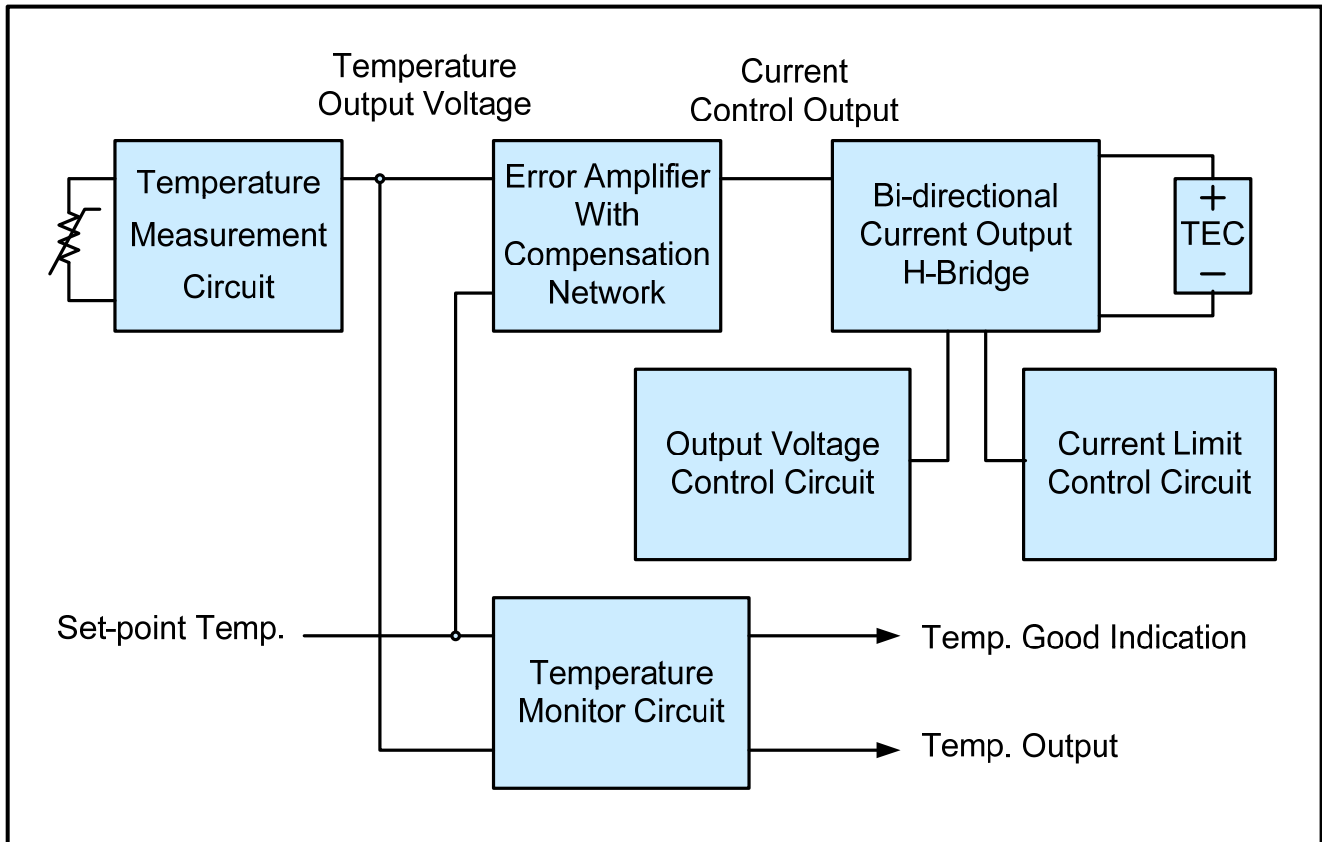 Temperature
Output Voltage
Current
Control Output
Temperature
Measurement
Circuit
Error Amplifier
With
Compensation
Network
Bi-directional
Current Output
H-Bridge
+
TEC
−
Output Voltage
Control Circuit
Current Limit
Control Circuit
Set-point Temp.
Temperature
Monitor Circuit
Temp. Good Indication
Temp. Output